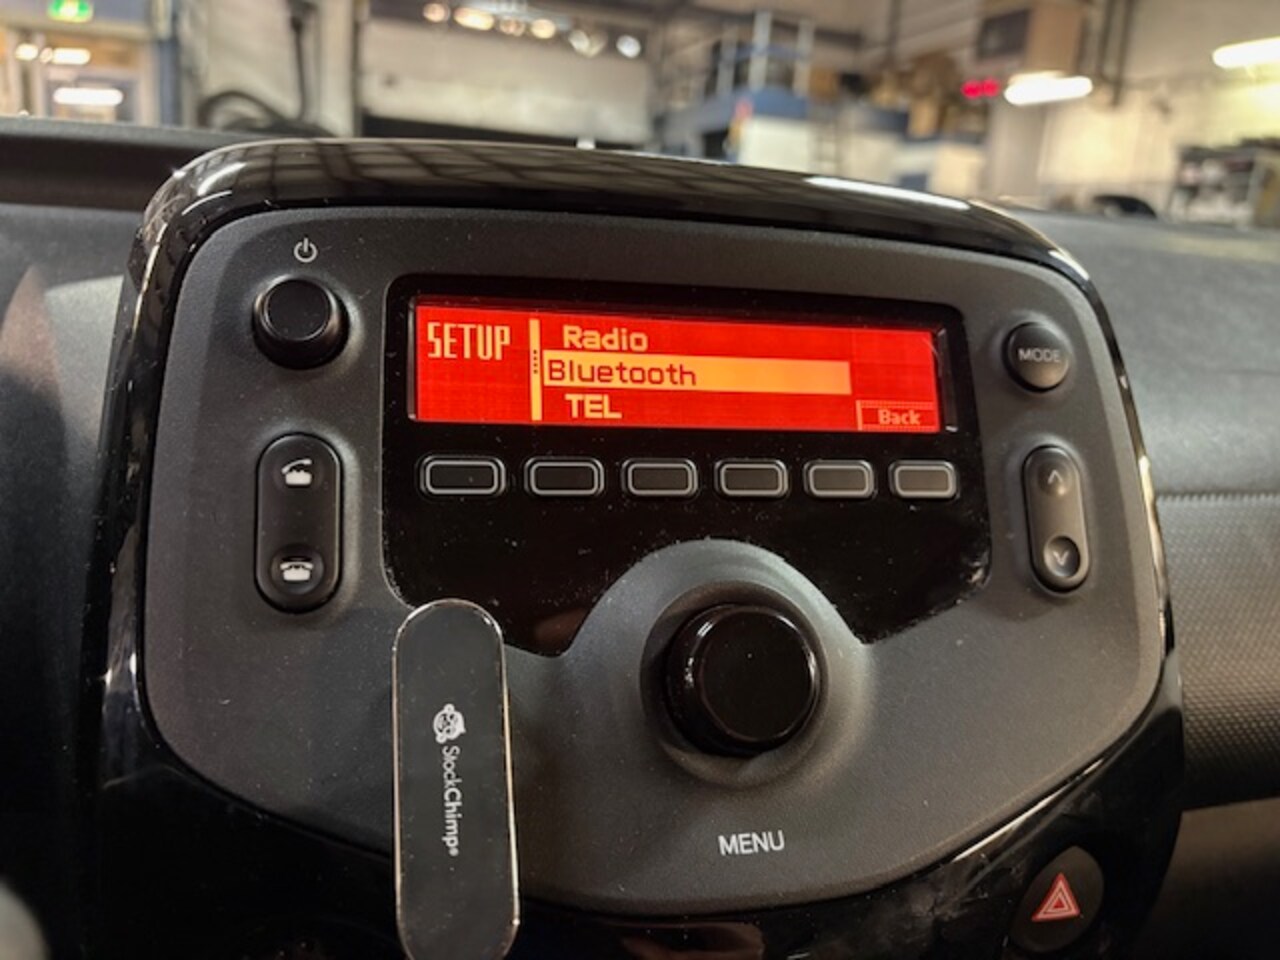 SETUP
Radio
Bluetooth
TEL
Back
MODE
StockChimp®
MENU